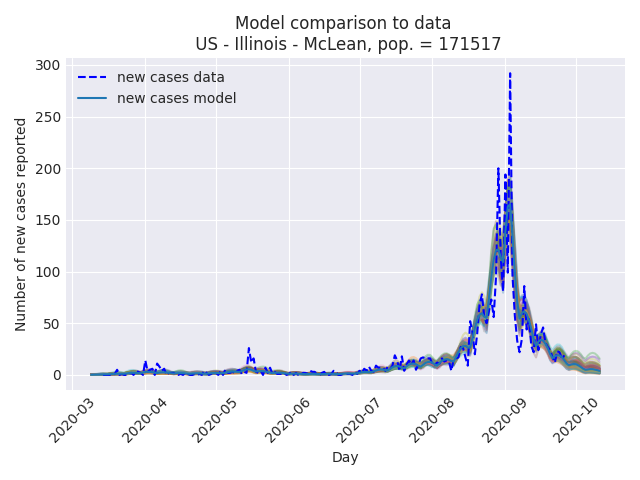 Model comparison to data
US - Illinois - McLean, pop. = 171517
new cases data
new cases model
Number of new cases reported
300
250
200
150
100
50
0
2020-03
2020-04
2020-05
2020-06
2020-07
2020-08
2020-09
2020-10
Day